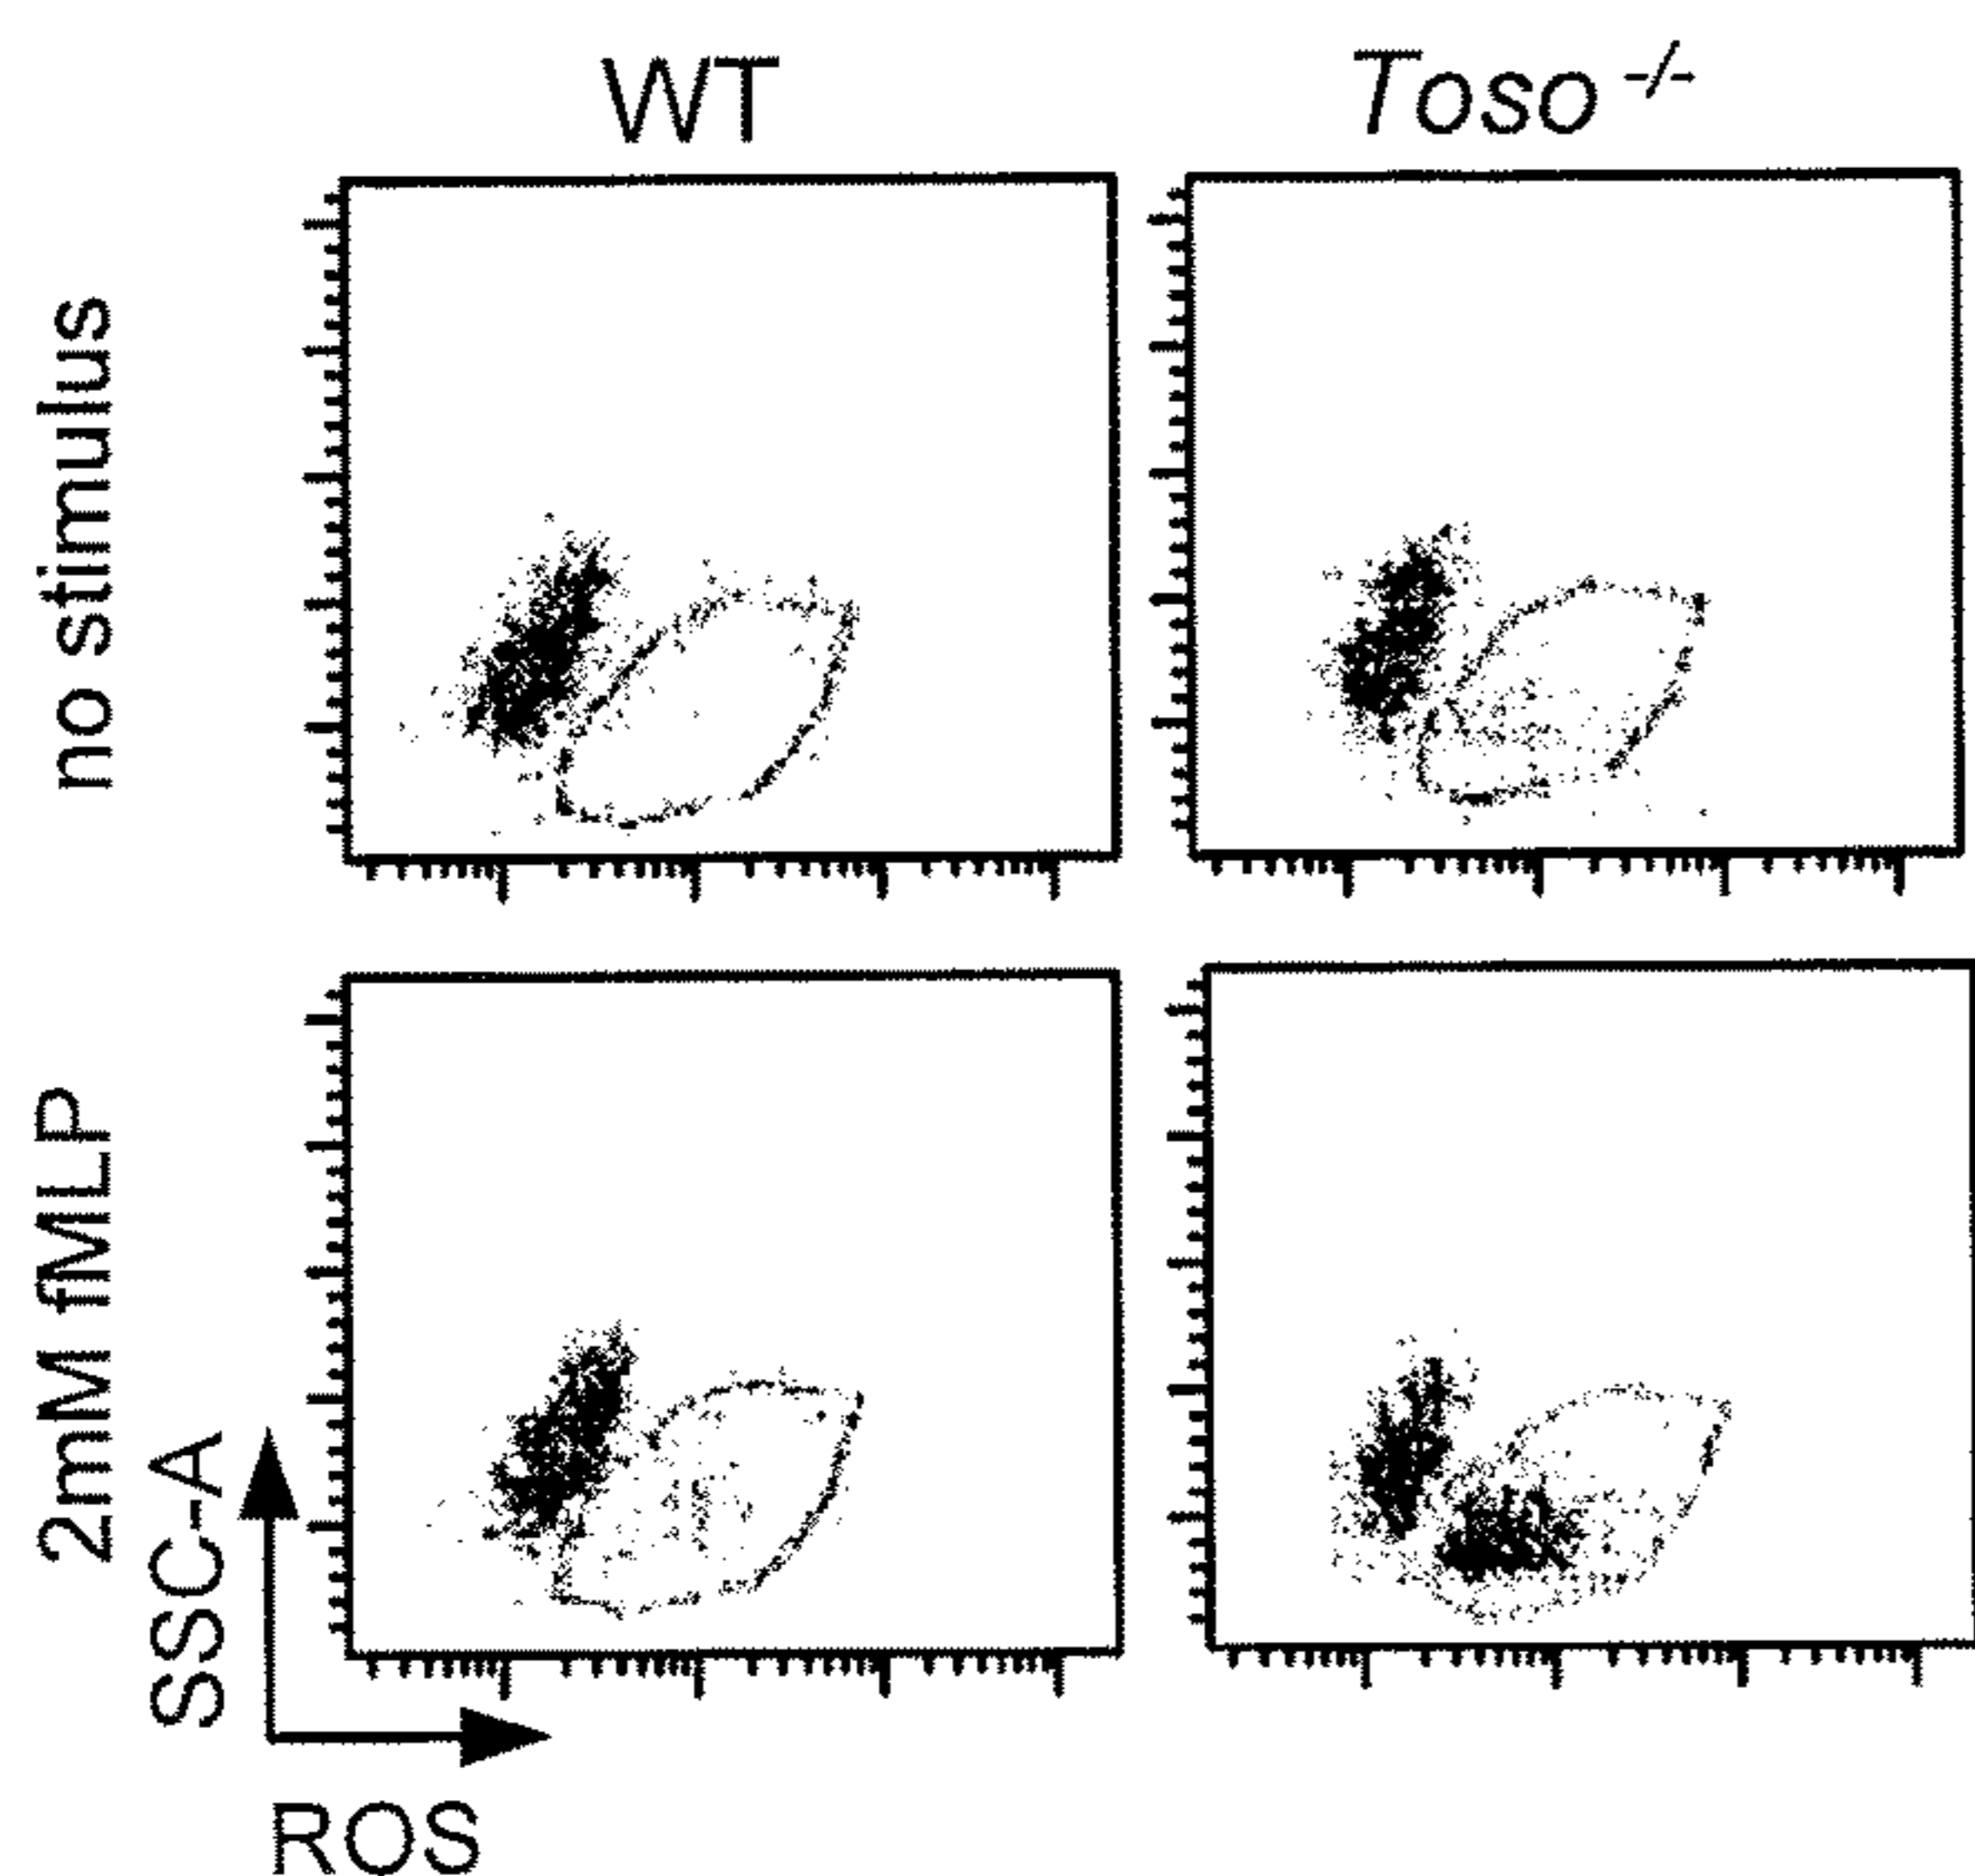 WT
Toso -/-
no stimulus
2mM fMLP
SSC-A
ROS